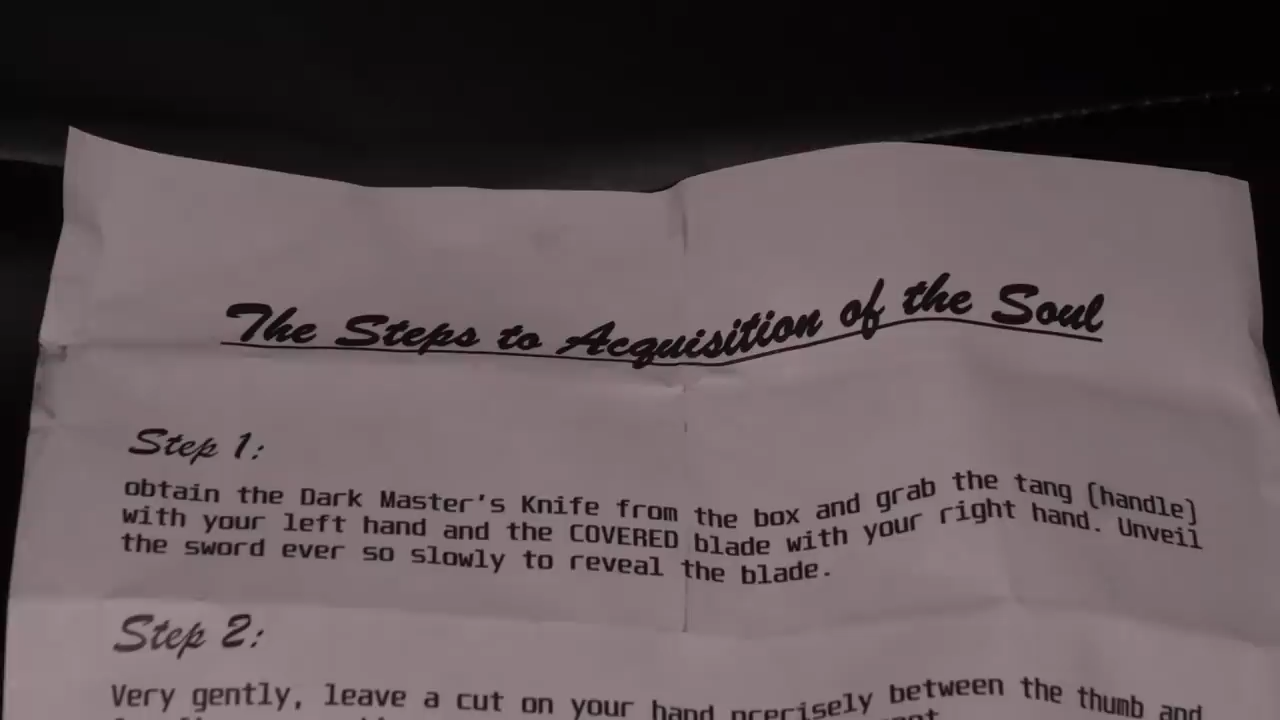 The Steps to Acquisition of the Soul
Step 1:
obtain the Dark Master's Knife from the box and grab the tang (handle)
with your left hand and the COVERED blade with your right hand. Unveil
the sword ever so slowly to reveal the blade.
Step 2:
Very gently, leave a cut on your hand precisely between the thumb and